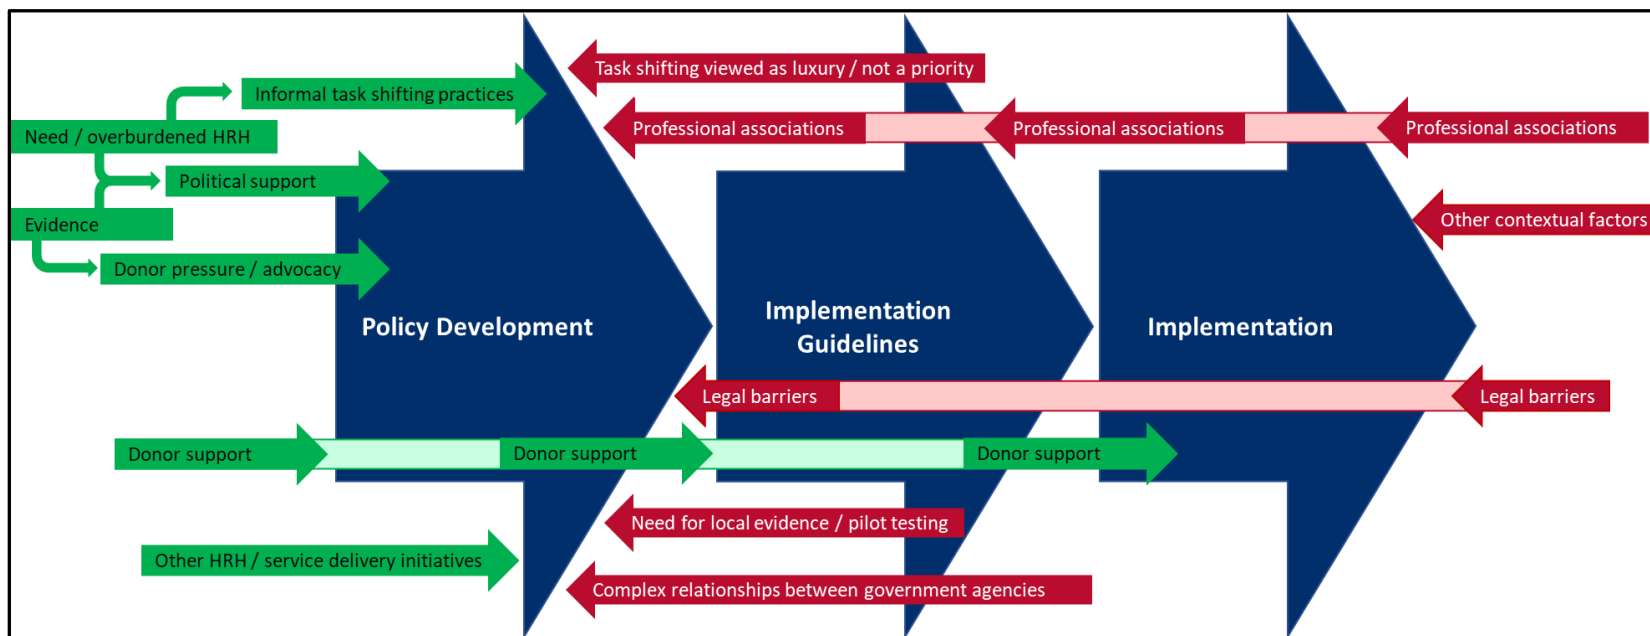 Task shifting viewed as luxury / not a priority
Informal task shifting practices
Professional associations
Professional associations
Professional associations
Need / overburdened HRH
Political support
Evidence
Other contextual factors
Donor pressure / advocacy
Policy Development
Implementation
Guidelines
Implementation
Legal barriers
Legal barriers
Donor support
Donor support
Donor support
Need for local evidence / pilot testing
Other HRH / service delivery initiatives
Complex relationships between government agencies